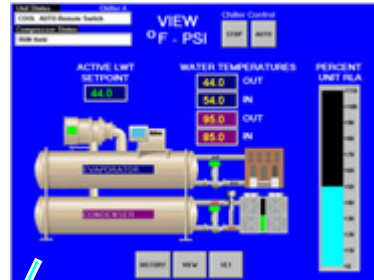 Unit Status Chiller #
COOL AUTO-Remote Switch
Compressor Status
RUN Hold
VIEW
°F - PSI
Chiller Control
STOP AUTO
ACTIVE LWT
SETPOINT
44.0
WATER TEMPERATURES
44.0 OUT
54.0 IN
95.0 OUT
85.0 IN
PERCENT
UNIT RLA
EVAPORATOR
CONDENSER
HISTORY VIEW SET